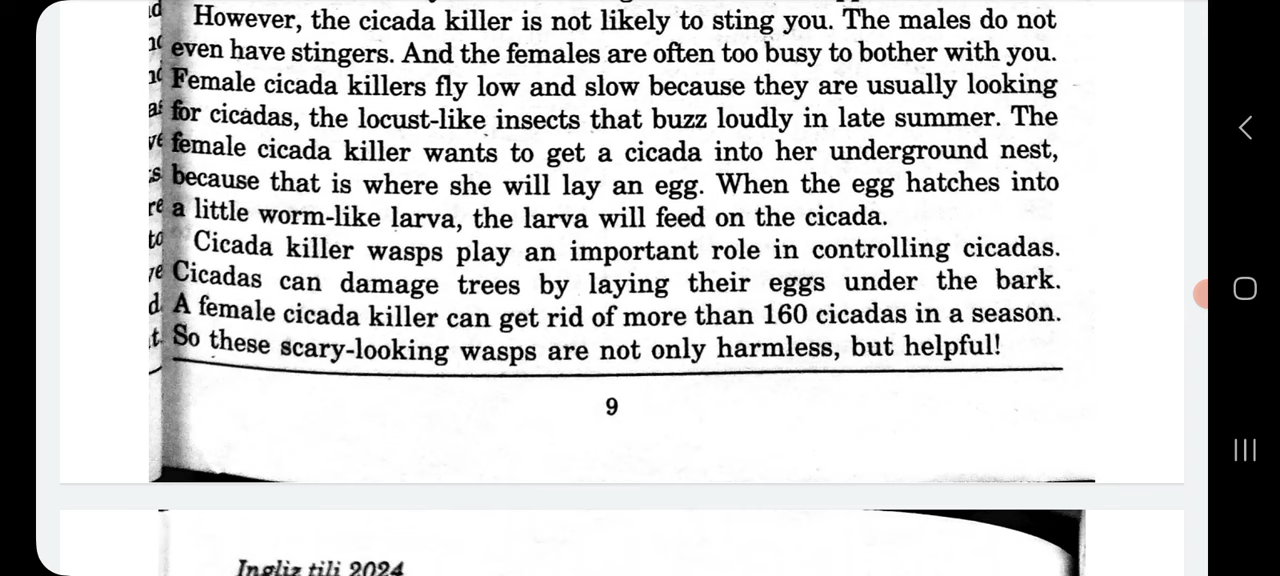 However, the cicada killer is not likely to sting you. The males do not
even have stingers. And the females are often too busy to bother with you.
Female cicada killers fly low and slow because they are usually looking
for cicadas, the locust-like insects that buzz loudly in late summer. The
female cicada killer wants to get a cicada into her underground nest,
because that is where she will lay an egg. When the egg hatches into
a little worm-like larva, the larva will feed on the cicada.
Cicada killer wasps play an important role in controlling cicadas.
Cicadas can damage trees by laying their eggs under the bark.
A female cicada killer can get rid of more than 160 cicadas in a season.
So these scary-looking wasps are not only harmless, but helpful!
9
Ingliz tili 2024